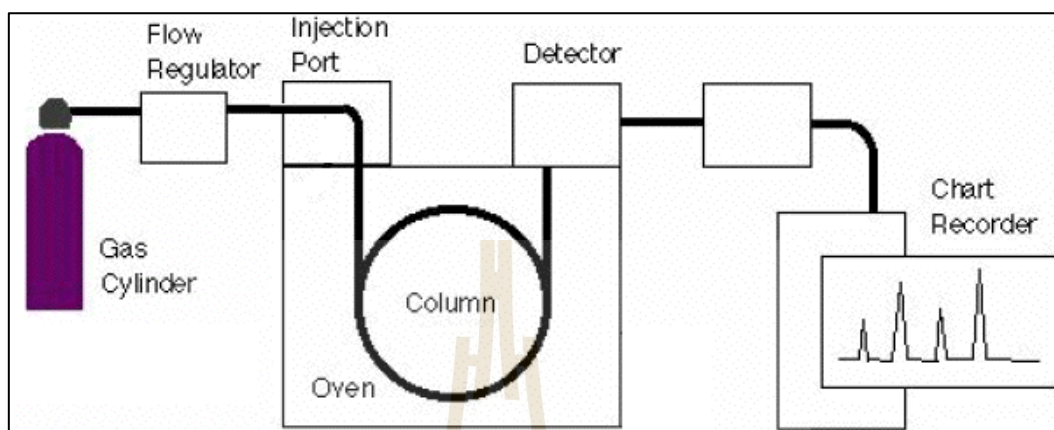 Flow
Regulator
Injection
Port
Detector
Gas
Cylinder
Column
Oven
Chart
Recorder